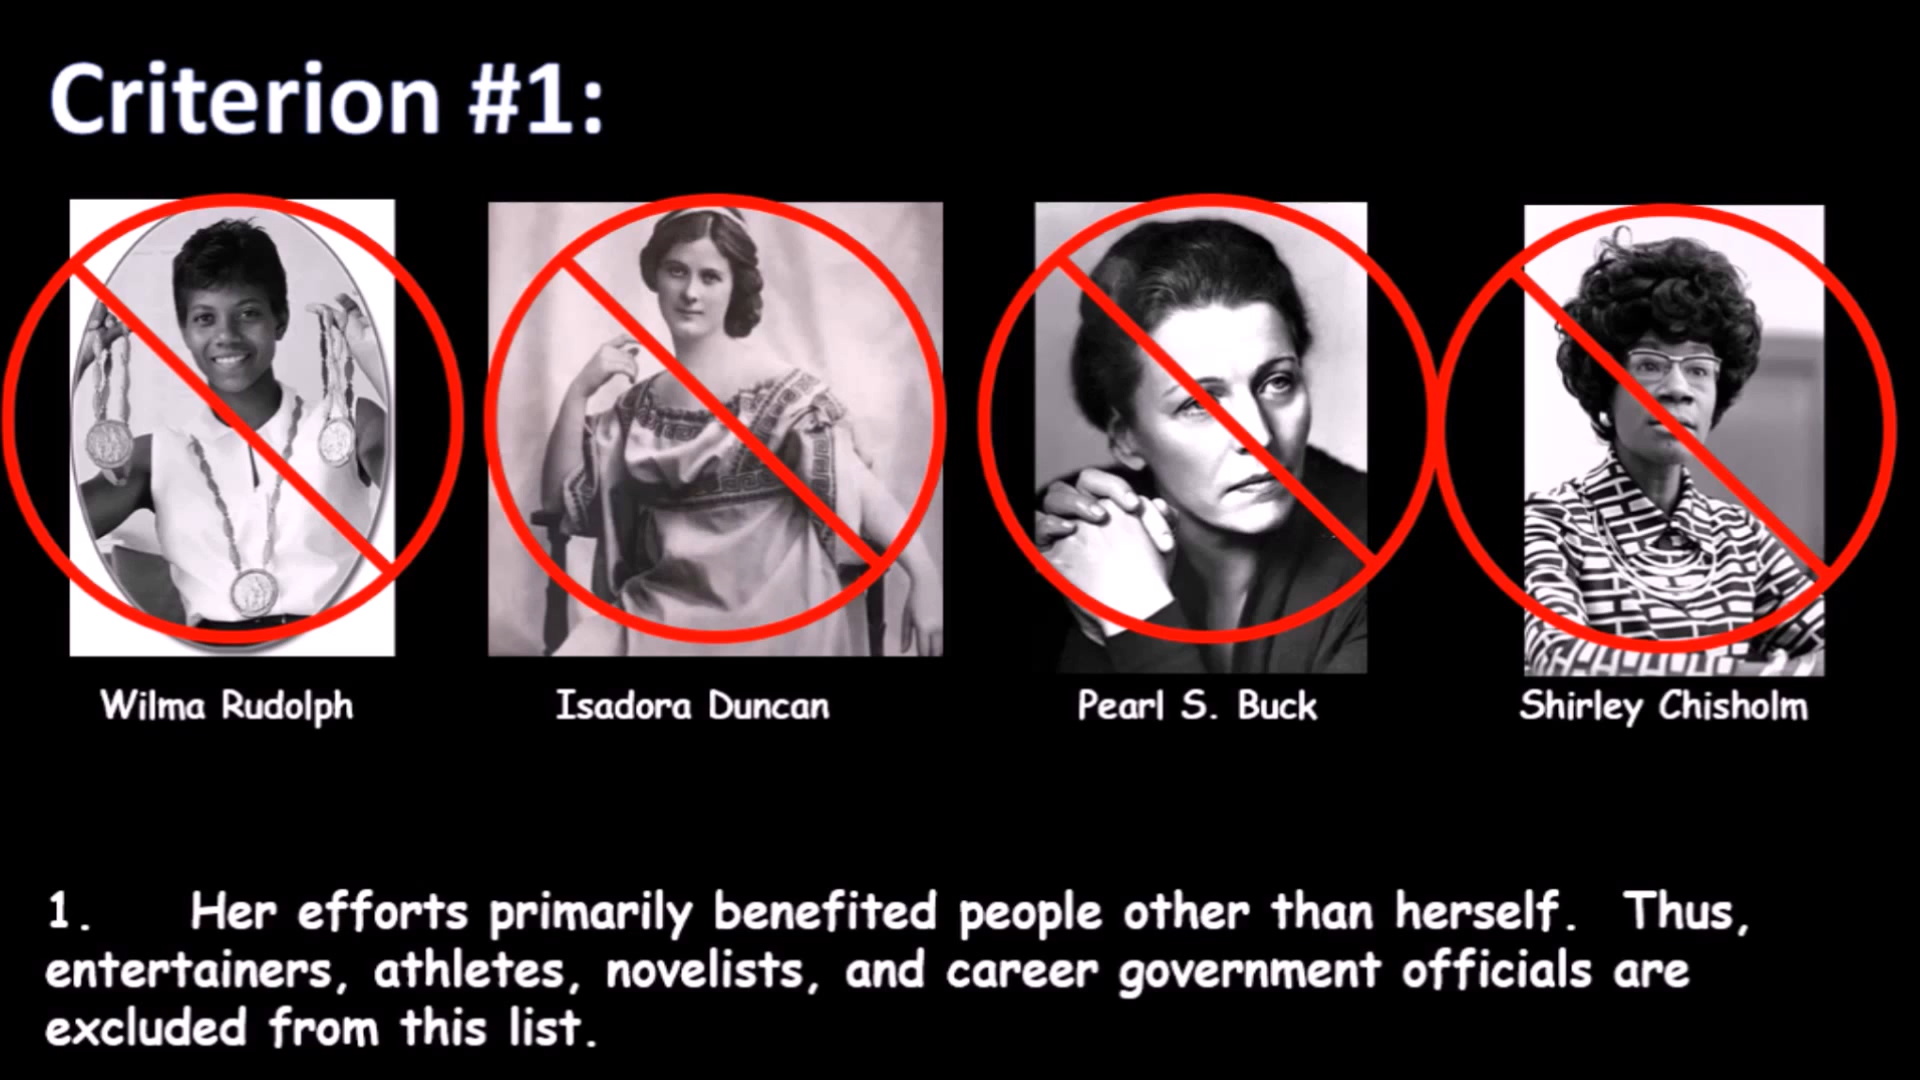 Criterion #1:
Wilma Rudolph
Isadora Duncan
Pearl S. Buck
Shirley Chisholm
1. Her efforts primarily benefited people other than herself. Thus,
entertainers, athletes, novelists, and career government officials are
excluded from this list.